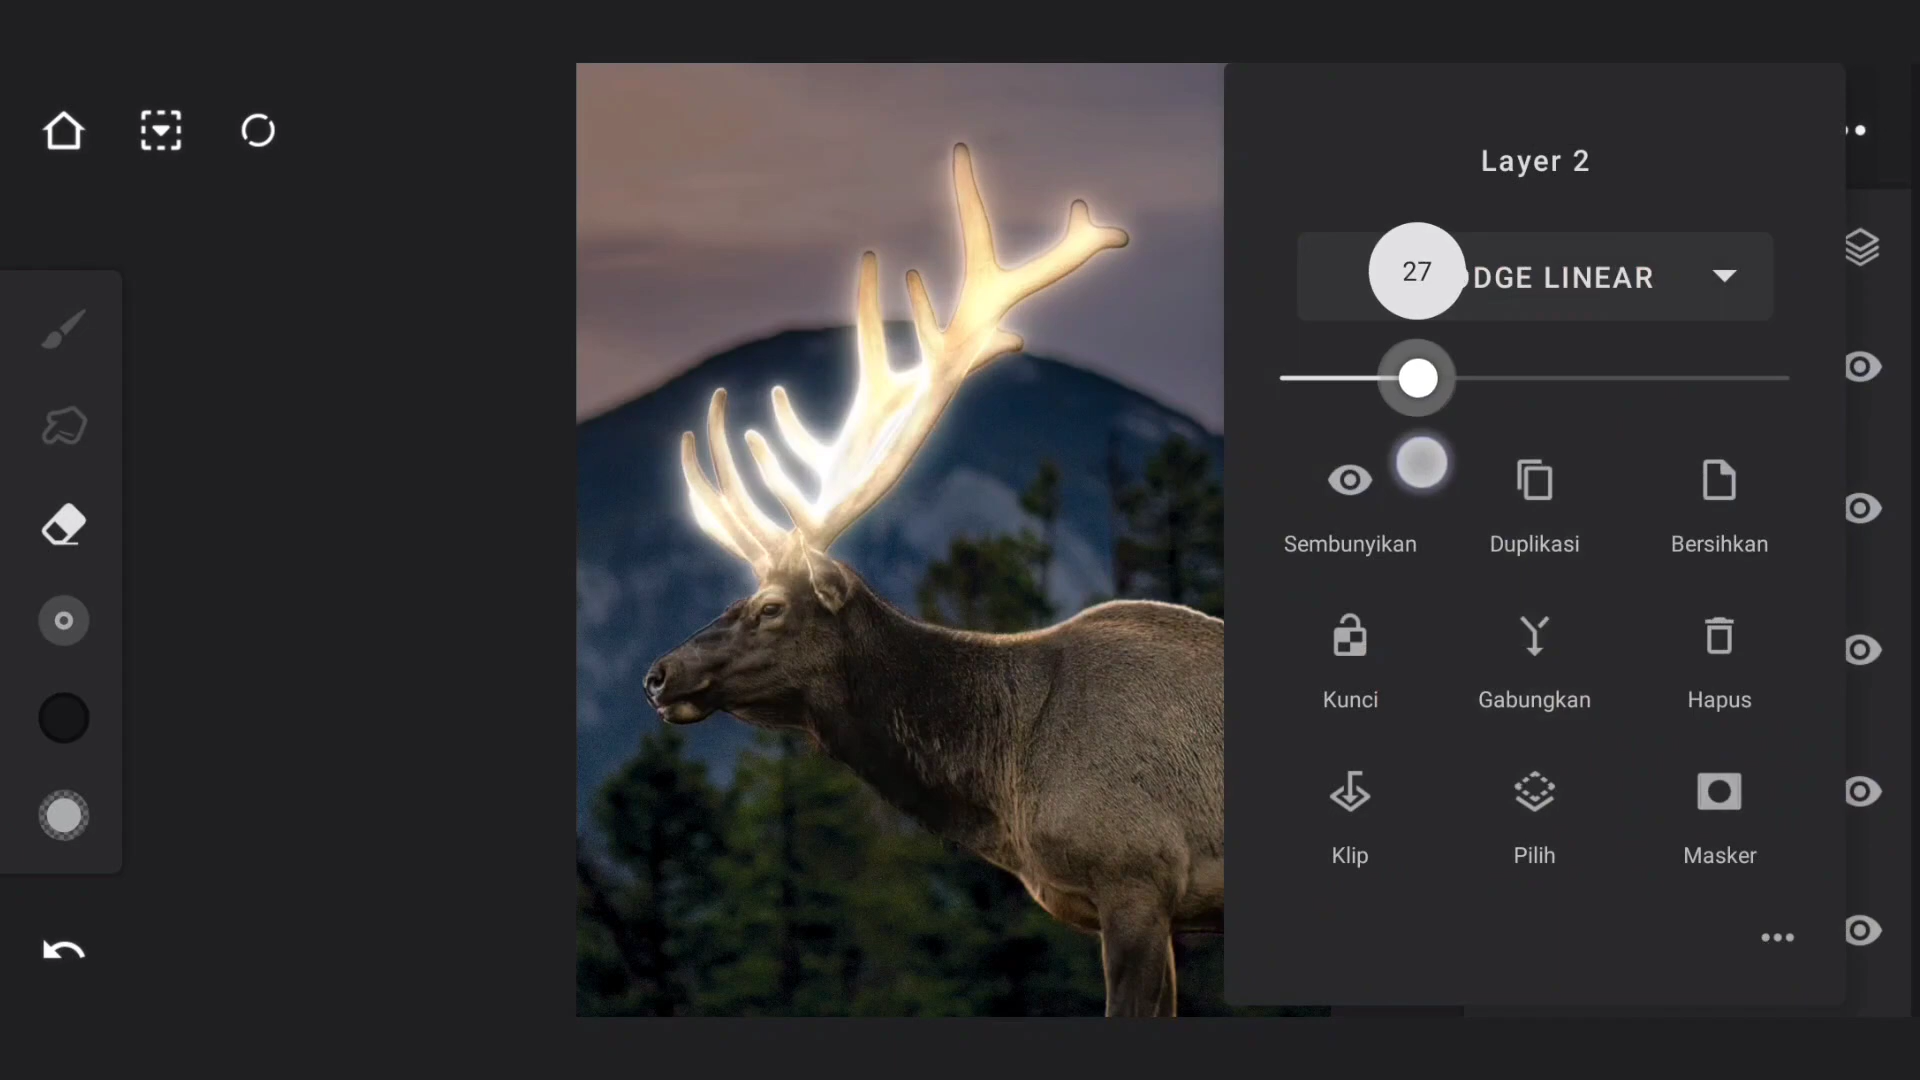 Layer 2
27
DGE LINEAR
Sembunyikan
Duplikasi
Bersihkan
Kunci
Gabungkan
Hapus
Klip
Pilih
Masker